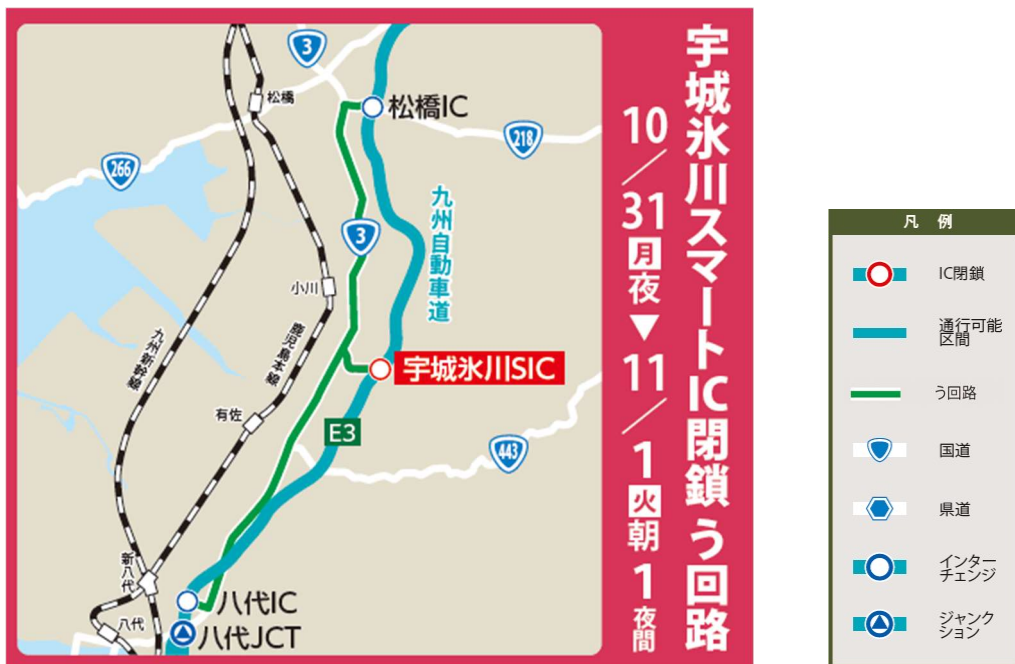 宇城氷川スマートIC閉鎖 う回路
10/31月夜▼11/1火朝 1夜間
3
松橋
松橋IC
218
266
九州自動車道
3
小川
九州新幹線
鹿児島本線
宇城氷川SIC
有佐
E3
443
新八代
八代
八代IC
八代JCT
凡 例
IC閉鎖
通行可能
区間
う回路
国道
県道
インター
チェンジ
ジャンク
ション